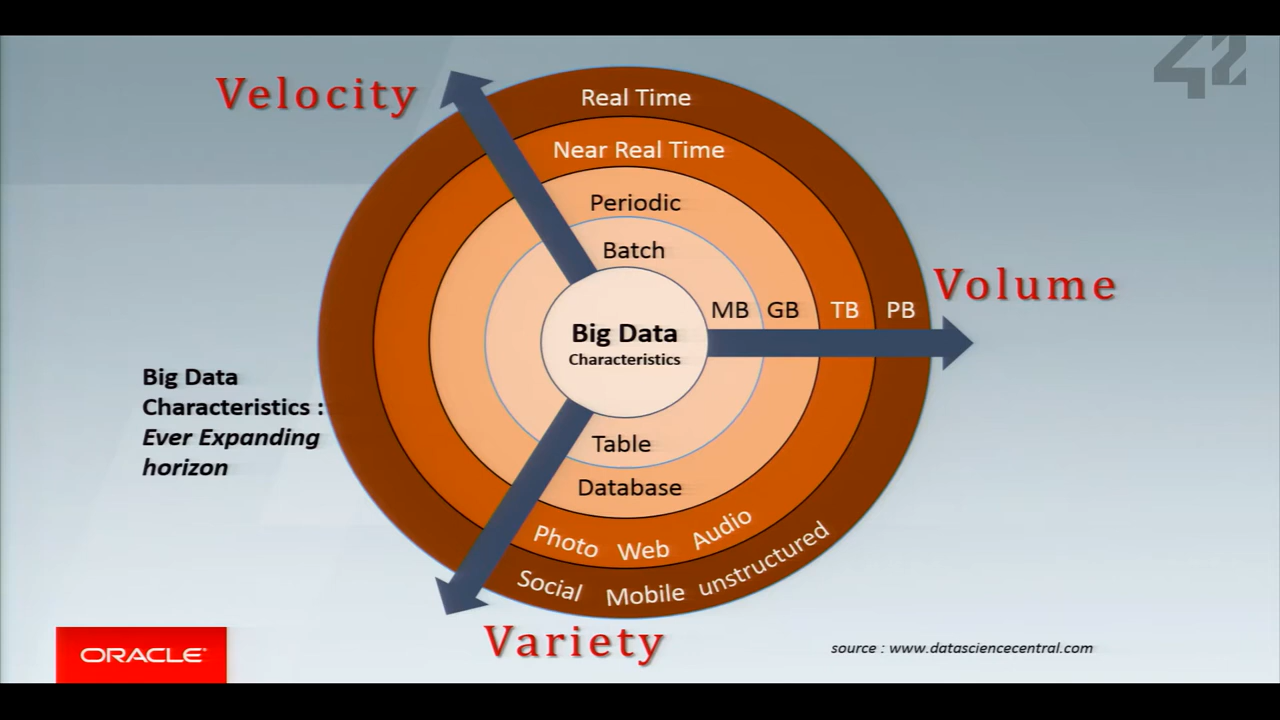 42
Velocity
Real Time
Near Real Time
Periodic
Batch
Volume
MB GB TB PB
Big Data
Characteristics
Big Data
Characteristics :
Ever Expanding
horizon
Table
Database
Photo Web Audio
Social Mobile unstructured
Variety
ORACLE
source : www.datasciencecentral.com